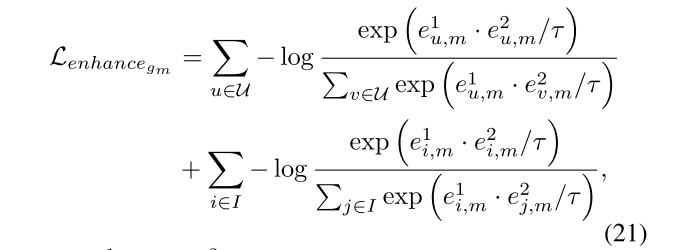 $$\mathcal{L}_{enhance_{g_m}} = \sum_{u \in \mathcal{U}} -\log \frac{\exp\left(e^1_{u,m} \cdot e^2_{u,m}/\tau\right)}{\sum_{v \in \mathcal{U}} \exp\left(e^1_{u,m} \cdot e^2_{v,m}/\tau\right)}$$
$$+ \sum_{i \in I} -\log \frac{\exp\left(e^1_{i,m} \cdot e^2_{i,m}/\tau\right)}{\sum_{j \in I} \exp\left(e^1_{i,m} \cdot e^2_{j,m}/\tau\right)},$$
(21)